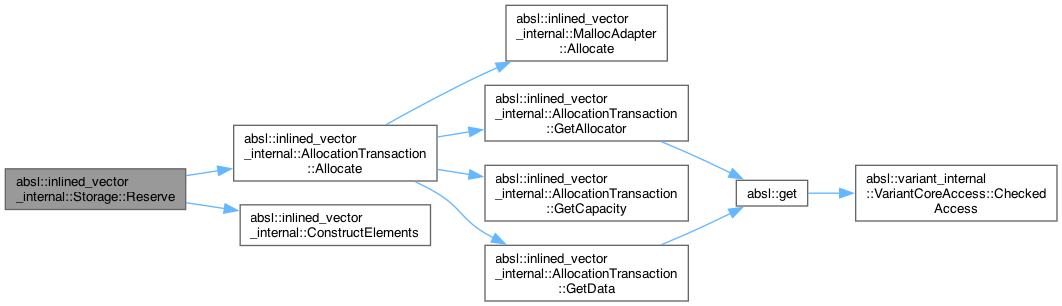 absl::inlined_vector
_internal::Storage::Reserve
absl::inlined_vector
_internal::AllocationTransaction
::Allocate
absl::inlined_vector
_internal::ConstructElements
absl::inlined_vector
_internal::MallocAdapter
::Allocate
absl::inlined_vector
_internal::AllocationTransaction
::GetAllocator
absl::inlined_vector
_internal::AllocationTransaction
::GetCapacity
absl::inlined_vector
_internal::AllocationTransaction
::GetData
absl::get
absl::variant_internal
::VariantCoreAccess::Checked
Access